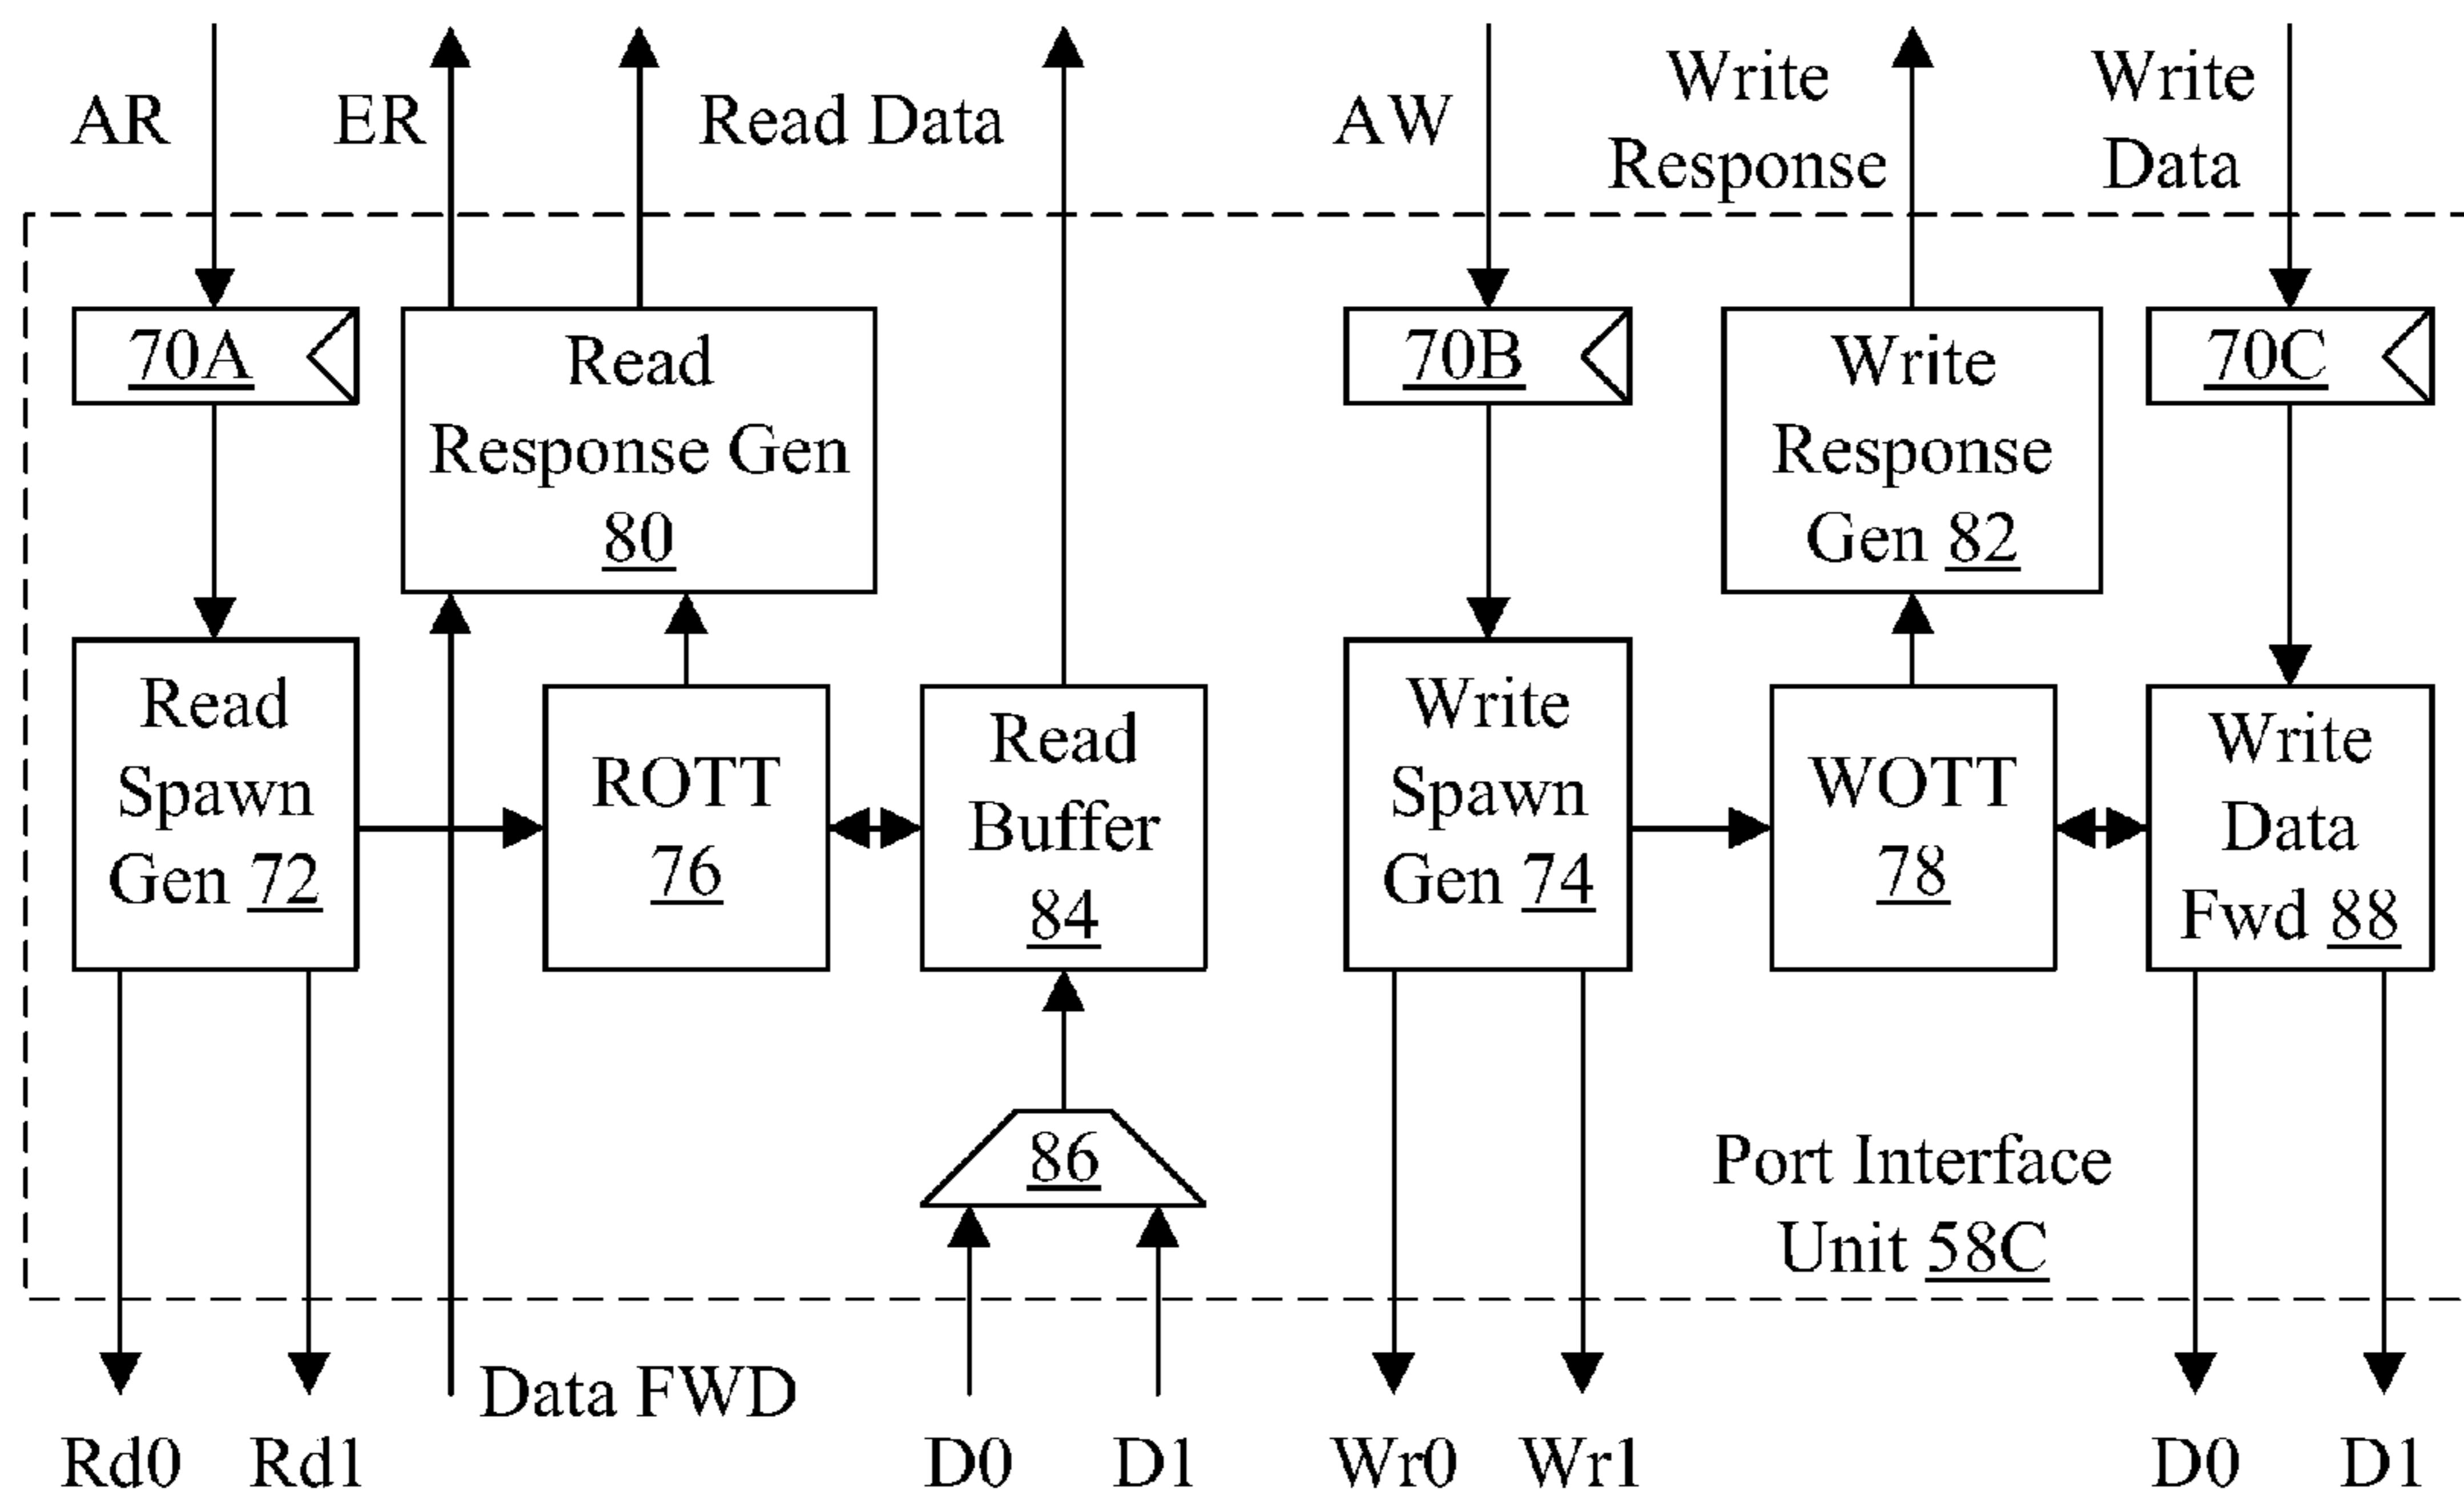 AR
ER
Read Data
AW
Write
Response
Write
Data
70A
Read
Response Gen
80
70B
Write
Response
Gen 82
70C
Read
Spawn
Gen 72
ROTT
76
Read
Buffer
84
Write
Spawn
Gen 74
WOTT
78
Write
Data
Fwd 88
86
Port Interface
Unit 58C
Data FWD
Rd0
Rd1
D0
D1
Wr0
Wr1
D0
D1